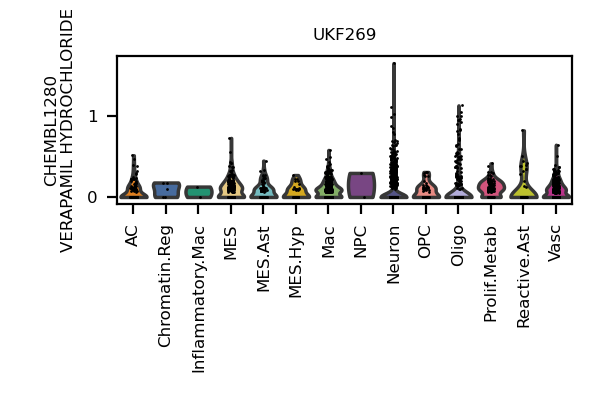 UKF269
CHEMBL1280
VERAPAMIL HYDROCHLORIDE
1
0
AC
Chromatin.Reg
Inflammatory.Mac
MES
MES.Ast
MES.Hyp
Mac
NPC
Neuron
OPC
Oligo
Prolif.Metab
Reactive.Ast
Vasc